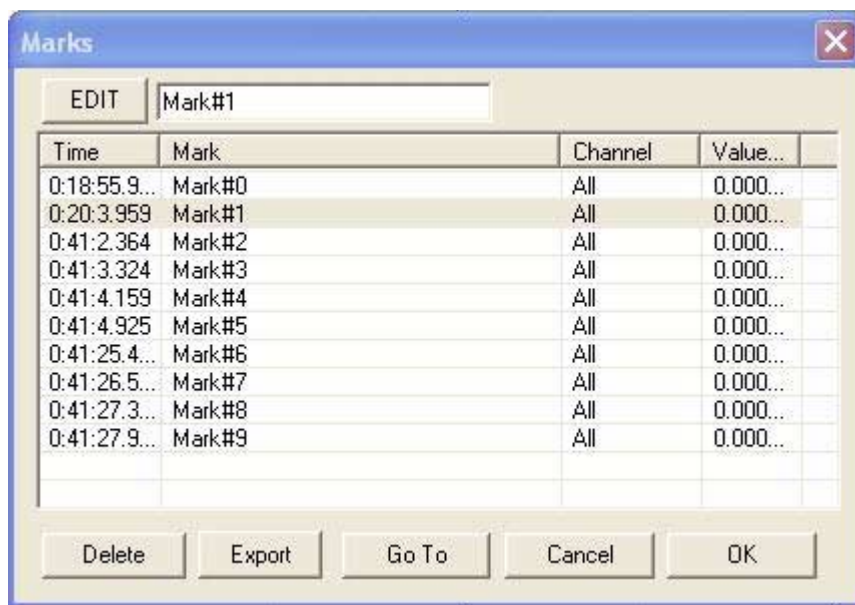 Marks
EDIT Mark#1
Time Mark Channel Value...
0:18:55.9... Mark#0 All 0.000...
0:20:3.959 Mark#1 All 0.000...
0:41:2.364 Mark#2 All 0.000...
0:41:3.324 Mark#3 All 0.000...
0:41:4.159 Mark#4 All 0.000...
0:41:4.925 Mark#5 All 0.000...
0:41:25.4... Mark#6 All 0.000...
0:41:26.5... Mark#7 All 0.000...
0:41:27.3... Mark#8 All 0.000...
0:41:27.9... Mark#9 All 0.000...
Delete Export Go To Cancel OK